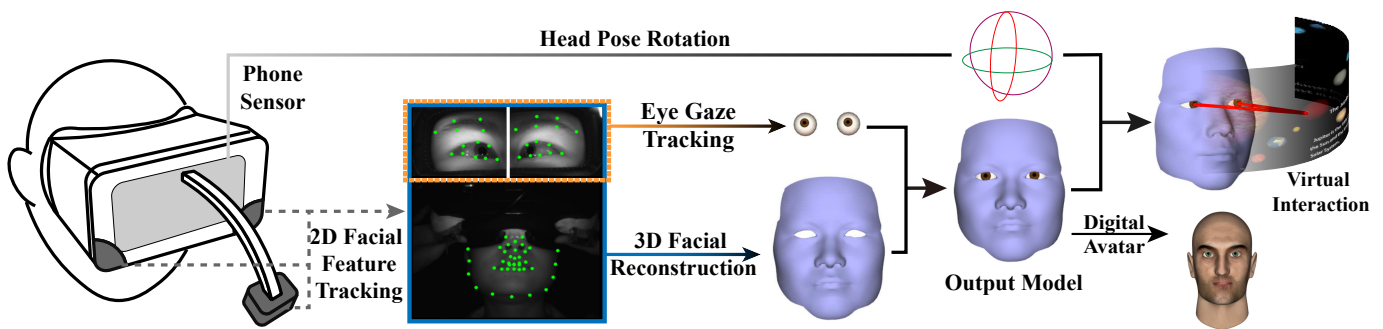 Head Pose Rotation
Phone
Sensor
Eye Gaze
Tracking
2D Facial
Feature
Tracking
3D Facial
Reconstruction
Output Model
Digital
Avatar
Virtual
Interaction